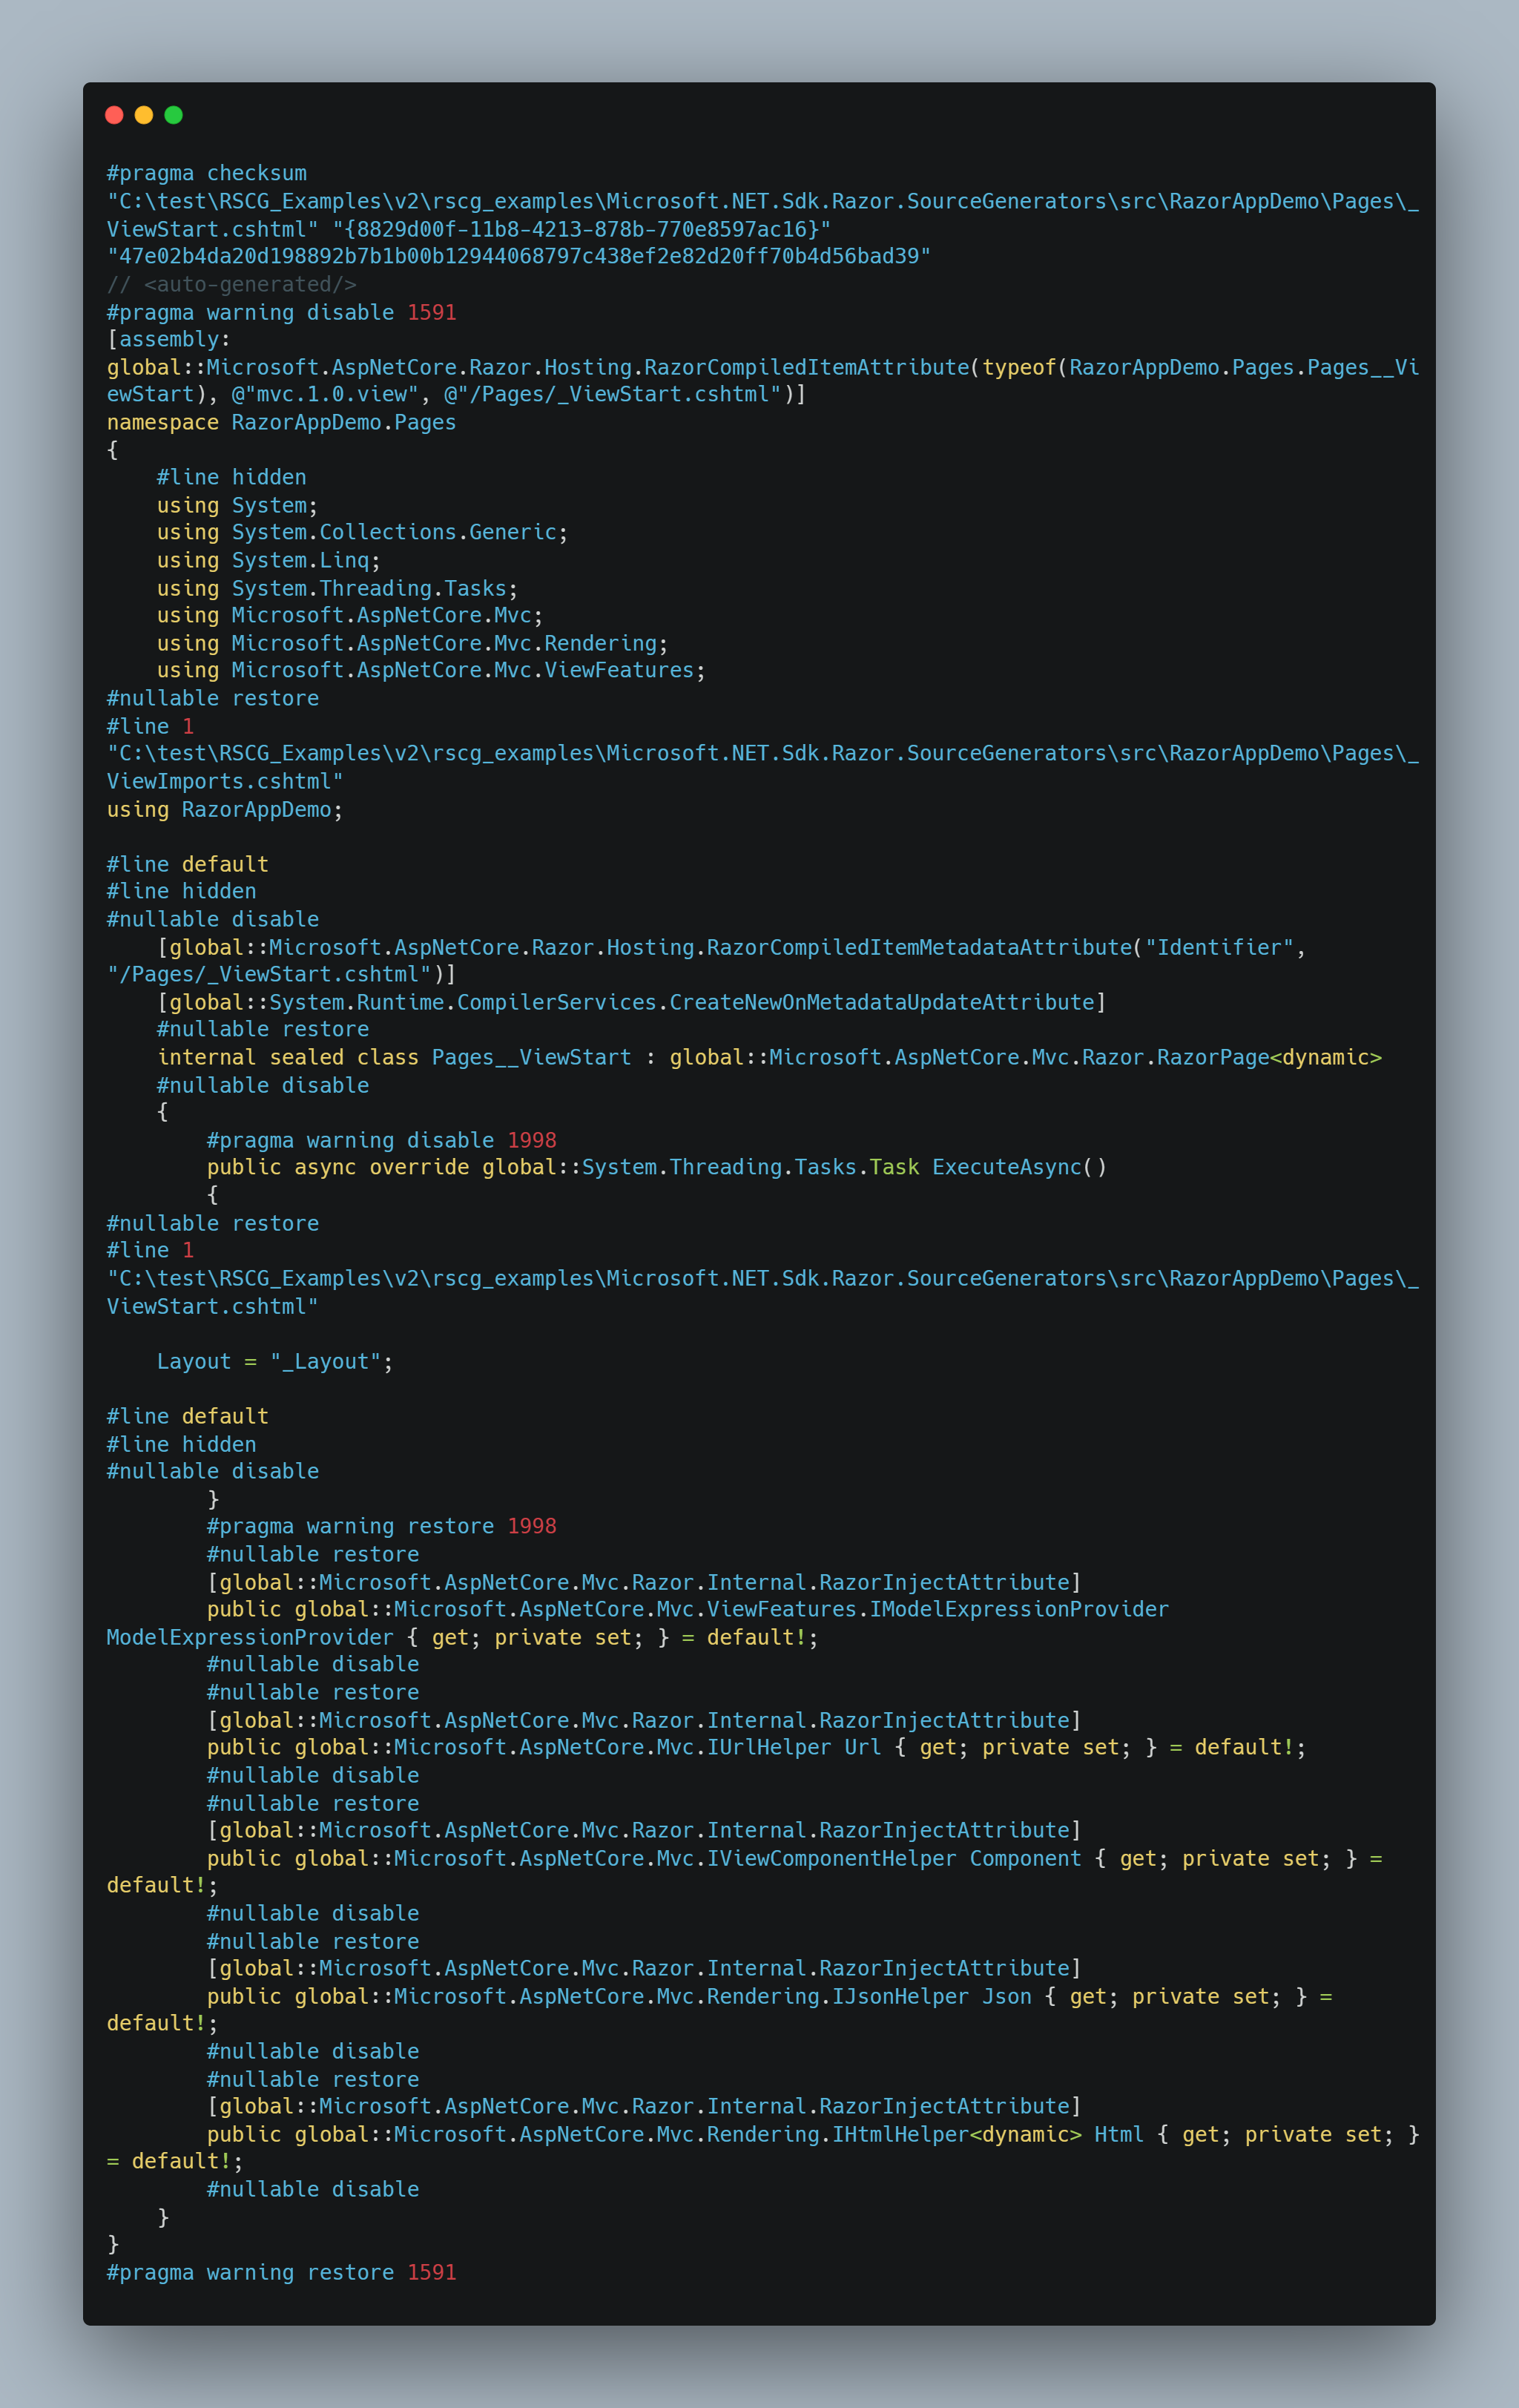 #pragma checksum
"C:\test\RSCG_Examples\v2\rscg_examples\Microsoft.NET.Sdk.Razor.SourceGenerators\src\RazorAppDemo\Pages\_
ViewStart.cshtml" "{8829d00f-11b8-4213-878b-770e8597ac16}"
"47e02b4da20d198892b7b1b00b12944068797c438ef2e82d20ff70b4d56bad39"
// <auto-generated/>
#pragma warning disable 1591
[assembly:
global::Microsoft.AspNetCore.Razor.Hosting.RazorCompiledItemAttribute(typeof(RazorAppDemo.Pages.Pages__Vi
ewStart), @"mvc.1.0.view", @"/Pages/_ViewStart.cshtml")]
namespace RazorAppDemo.Pages
{
    #line hidden
    using System;
    using System.Collections.Generic;
    using System.Linq;
    using System.Threading.Tasks;
    using Microsoft.AspNetCore.Mvc;
    using Microsoft.AspNetCore.Mvc.Rendering;
    using Microsoft.AspNetCore.Mvc.ViewFeatures;
#nullable restore
#line 1
"C:\test\RSCG_Examples\v2\rscg_examples\Microsoft.NET.Sdk.Razor.SourceGenerators\src\RazorAppDemo\Pages\_
ViewImports.cshtml"
using RazorAppDemo;

#line default
#line hidden
#nullable disable
    [global::Microsoft.AspNetCore.Razor.Hosting.RazorCompiledItemMetadataAttribute("Identifier",
"/Pages/_ViewStart.cshtml")]
    [global::System.Runtime.CompilerServices.CreateNewOnMetadataUpdateAttribute]
    #nullable restore
    internal sealed class Pages__ViewStart : global::Microsoft.AspNetCore.Mvc.Razor.RazorPage<dynamic>
    #nullable disable
    {
        #pragma warning disable 1998
        public async override global::System.Threading.Tasks.Task ExecuteAsync()
        {
#nullable restore
#line 1
"C:\test\RSCG_Examples\v2\rscg_examples\Microsoft.NET.Sdk.Razor.SourceGenerators\src\RazorAppDemo\Pages\_
ViewStart.cshtml"

    Layout = "_Layout";

#line default
#line hidden
#nullable disable
        }
        #pragma warning restore 1998
        #nullable restore
        [global::Microsoft.AspNetCore.Mvc.Razor.Internal.RazorInjectAttribute]
        public global::Microsoft.AspNetCore.Mvc.ViewFeatures.IModelExpressionProvider
ModelExpressionProvider { get; private set; } = default!;
        #nullable disable
        #nullable restore
        [global::Microsoft.AspNetCore.Mvc.Razor.Internal.RazorInjectAttribute]
        public global::Microsoft.AspNetCore.Mvc.IUrlHelper Url { get; private set; } = default!;
        #nullable disable
        #nullable restore
        [global::Microsoft.AspNetCore.Mvc.Razor.Internal.RazorInjectAttribute]
        public global::Microsoft.AspNetCore.Mvc.IViewComponentHelper Component { get; private set; } =
default!;
        #nullable disable
        #nullable restore
        [global::Microsoft.AspNetCore.Mvc.Razor.Internal.RazorInjectAttribute]
        public global::Microsoft.AspNetCore.Mvc.Rendering.IJsonHelper Json { get; private set; } =
default!;
        #nullable disable
        #nullable restore
        [global::Microsoft.AspNetCore.Mvc.Razor.Internal.RazorInjectAttribute]
        public global::Microsoft.AspNetCore.Mvc.Rendering.IHtmlHelper<dynamic> Html { get; private set; }
= default!;
        #nullable disable
    }
}
#pragma warning restore 1591